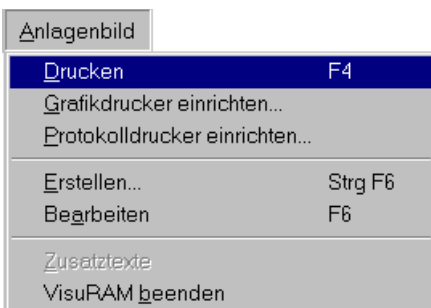 Anlagenbild
Drucken F4
Grafikdrucker einrichten...
Protokolldrucker einrichten...
Erstellen... Strg F6
Bearbeiten F6
Zusatztexte
VisuRAM beenden